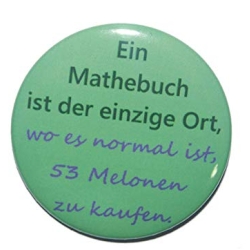 Ein
Mathebuch
ist der einzige Ort,
wo es normal ist,
53 Melonen
zu kaufen.